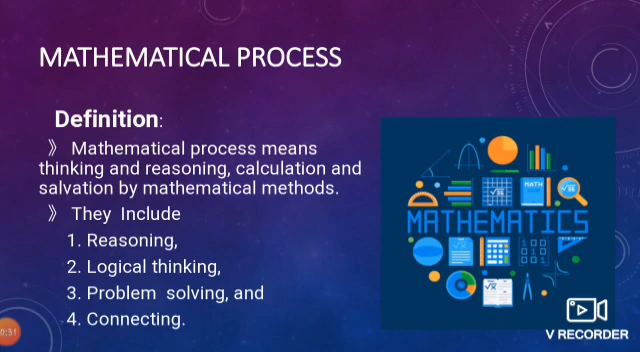 MATHEMATICAL PROCESS
Definition:
》 Mathematical process means
thinking and reasoning, calculation and
salvation by mathematical methods.
》 They Include
1. Reasoning,
2. Logical thinking,
3. Problem solving, and
4. Connecting.
MATH
MATHEMATICS
0:31
V RECORDER